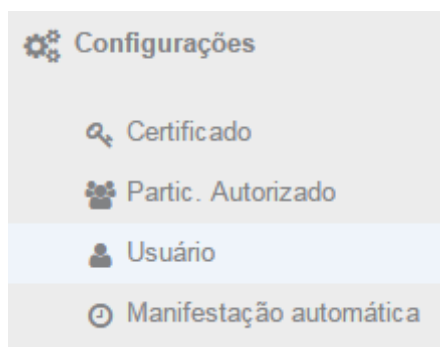 Configurações
Certificado
Partic. Autorizado
Usuário
Manifestação automática